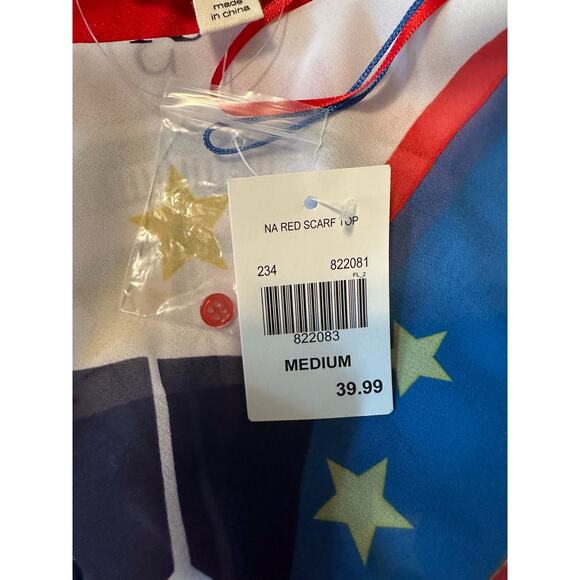 made
in china
NA RED SCARF TOP
234 822081
FL_2
822083
MEDIUM
39.99